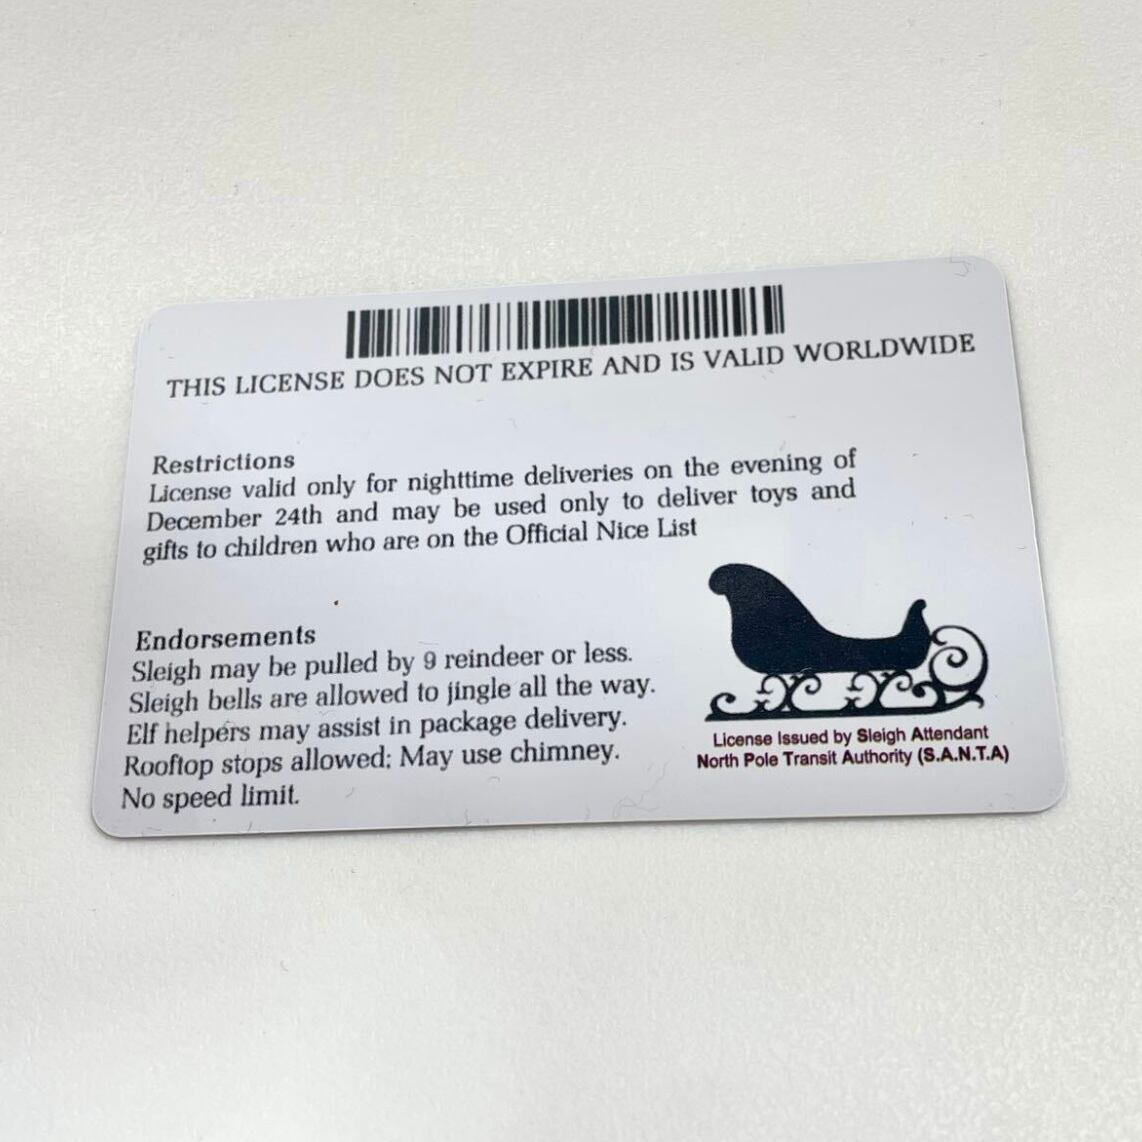 THIS LICENSE DOES NOT EXPIRE AND IS VALID WORLDWIDE
Restrictions
License valid only for nighttime deliveries on the evening of
December 24th and may be used only to deliver toys and
gifts to children who are on the Official Nice List
Endorsements
Sleigh may be pulled by 9 reindeer or less.
Sleigh bells are allowed to jingle all the way.
Elf helpers may assist in package delivery.
Rooftop stops allowed; May use chimney.
No speed limit.
License Issued by Sleigh Attendant
North Pole Transit Authority (S.A.N.T.A)